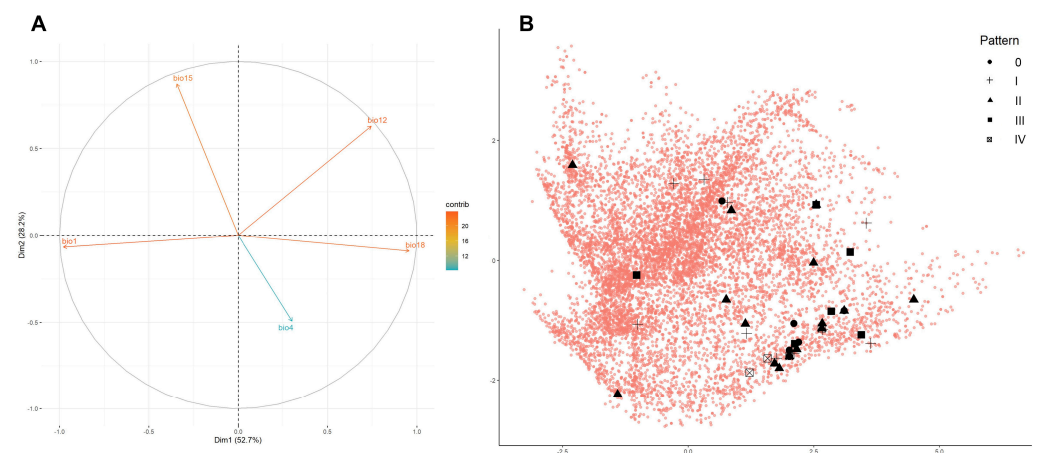 A
B
Pattern
0
I
II
III
IV
1.0
0.5
0.0
-0.5
-1.0
Dim2 (28.2%)
bio15
bio12
bio1
bio18
bio4
contrib
20
16
12
-1.0
-0.5
0.0
0.5
1.0
Dim1 (52.7%)
2
0
-2
-2.5
0.0
2.5
5.0